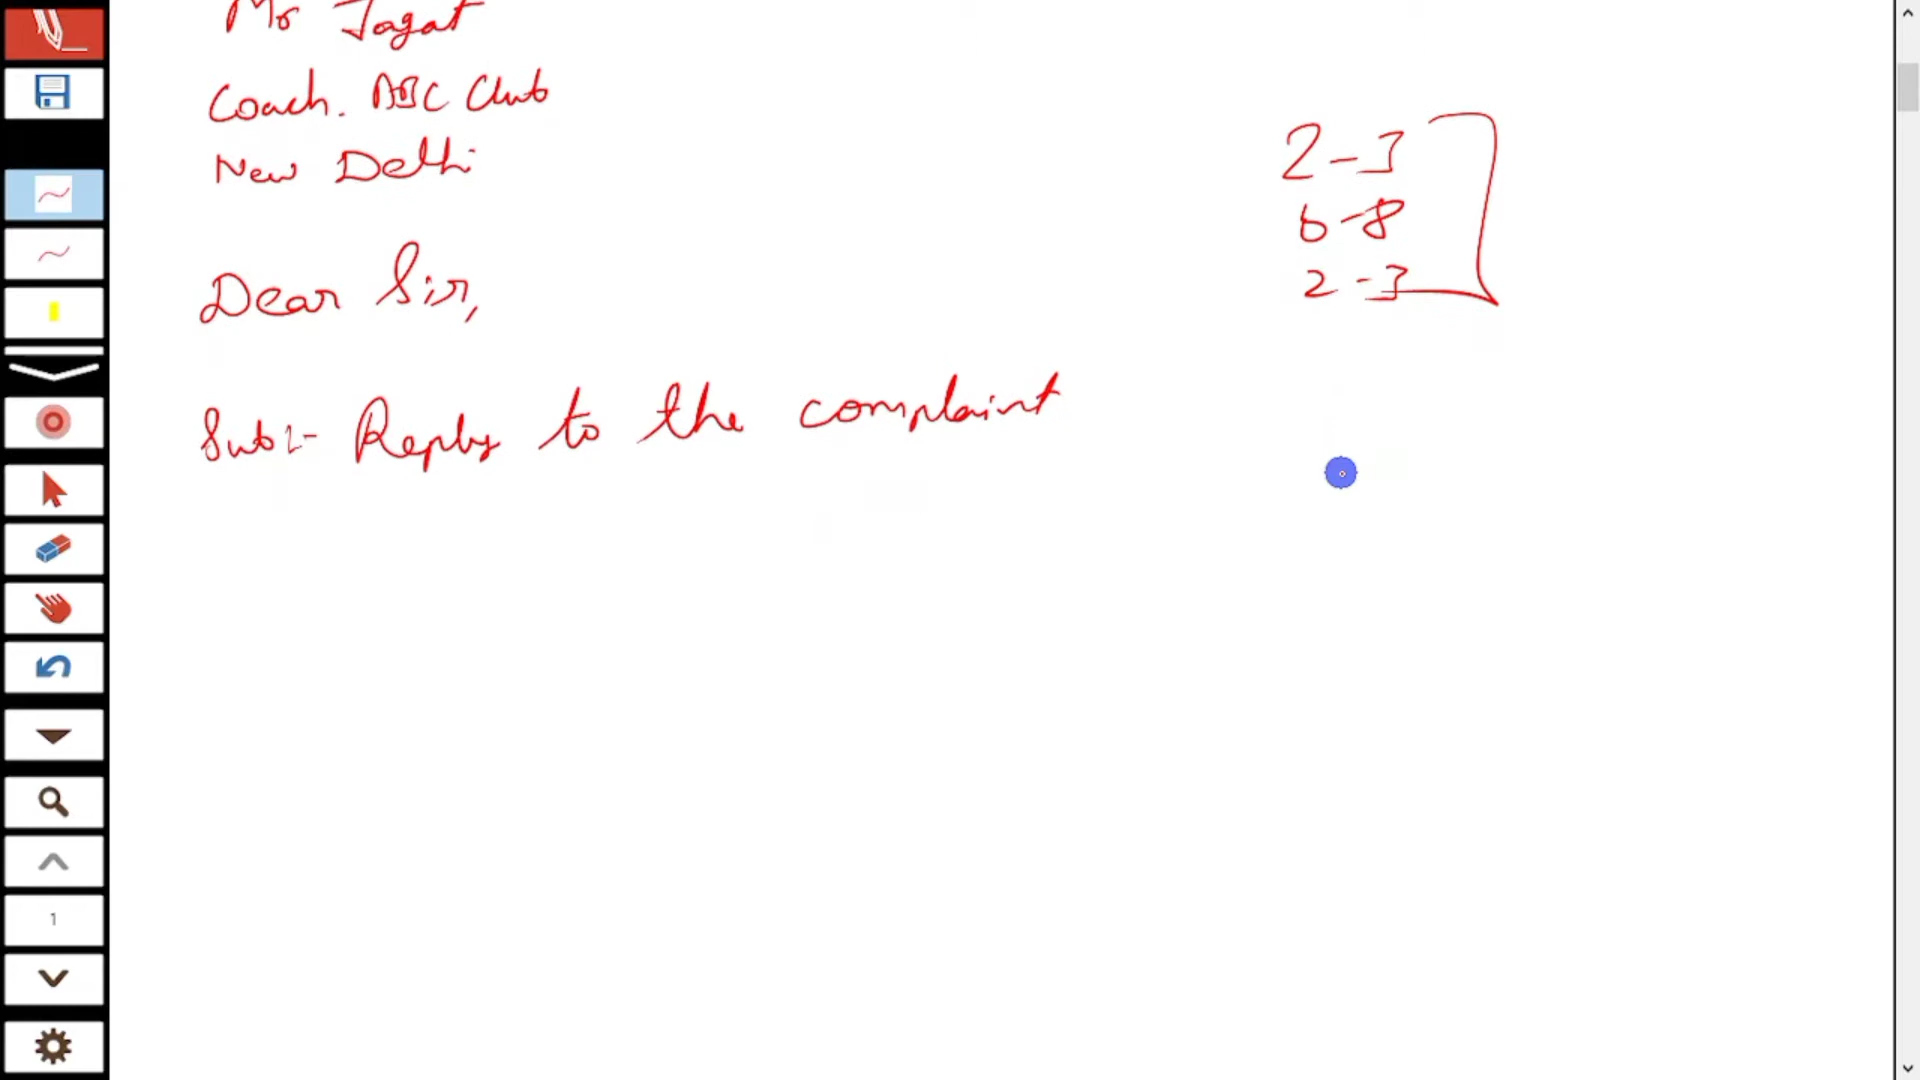 Mr Jagat
Coach. ABC Club
New Delhi
Dear Sir,
Sub:- Reply to the complaint
2-3
6-8
2-3
1